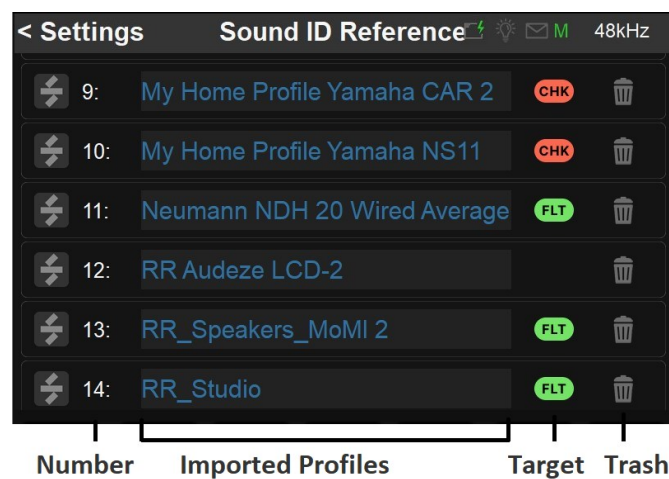 < Settings Sound ID Reference M 48kHz
9: My Home Profile Yamaha CAR 2 CHK
10: My Home Profile Yamaha NS11 CHK
11: Neumann NDH 20 Wired Average FLT
12: RR Audeze LCD-2
13: RR_Speakers_MoMI 2 FLT
14: RR_Studio FLT
Number Imported Profiles Target Trash